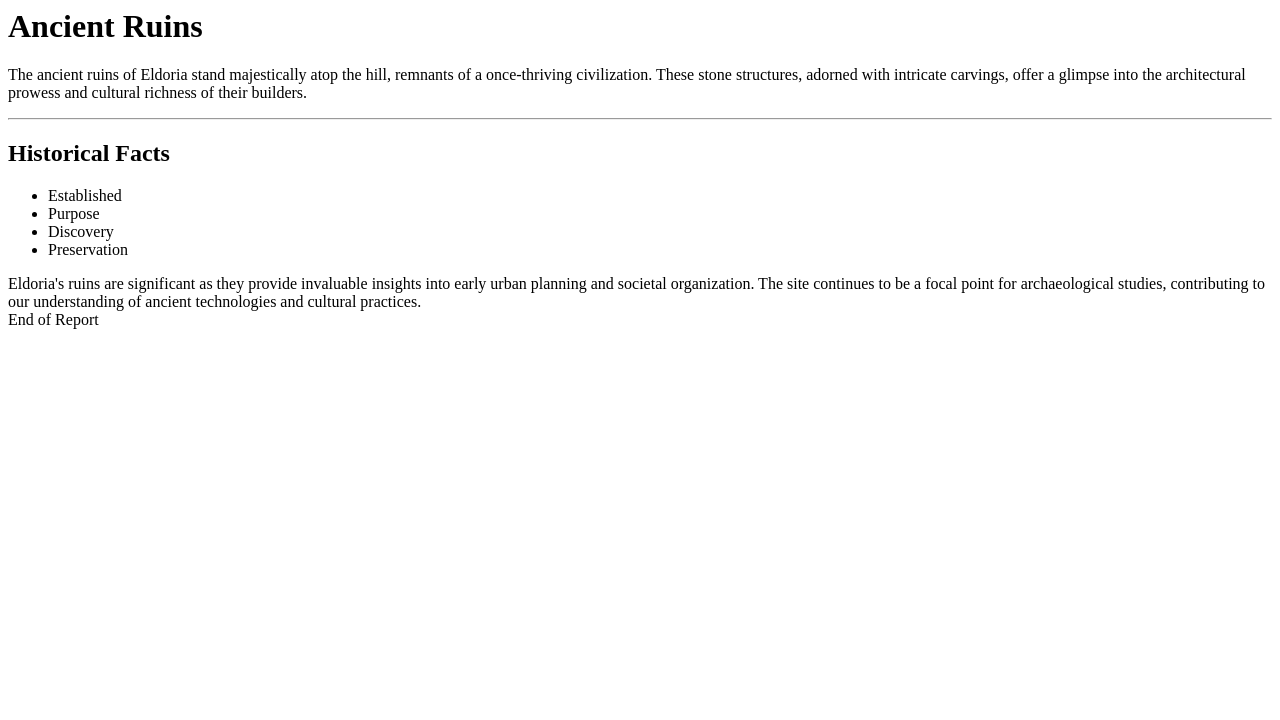 Ancient Ruins
The ancient ruins of Eldoria stand majestically atop the hill, remnants of a once-thriving civilization. These stone structures, adorned with intricate carvings, offer a glimpse into the architectural
prowess and cultural richness of their builders.
Historical Facts
Established
Purpose
Discovery
Preservation
Eldoria's ruins are significant as they provide invaluable insights into early urban planning and societal organization. The site continues to be a focal point for archaeological studies, contributing to
our understanding of ancient technologies and cultural practices.
End of Report